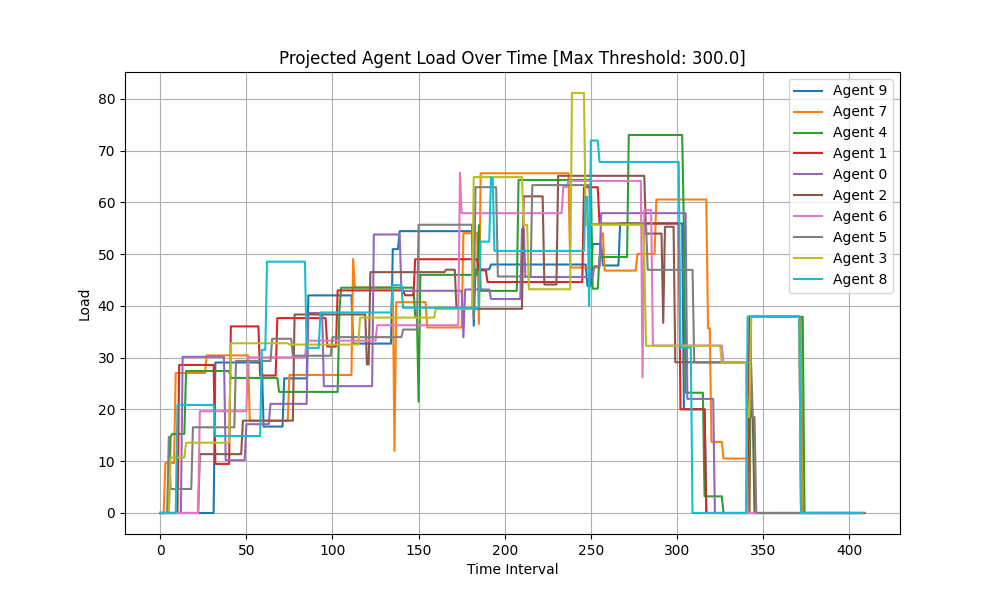 Projected Agent Load Over Time [Max Threshold: 300.0]
Load
80
70
60
50
40
30
20
10
0
0 50 100 150 200 250 300 350 400
Time Interval
Agent 9
Agent 7
Agent 4
Agent 1
Agent 0
Agent 2
Agent 6
Agent 5
Agent 3
Agent 8